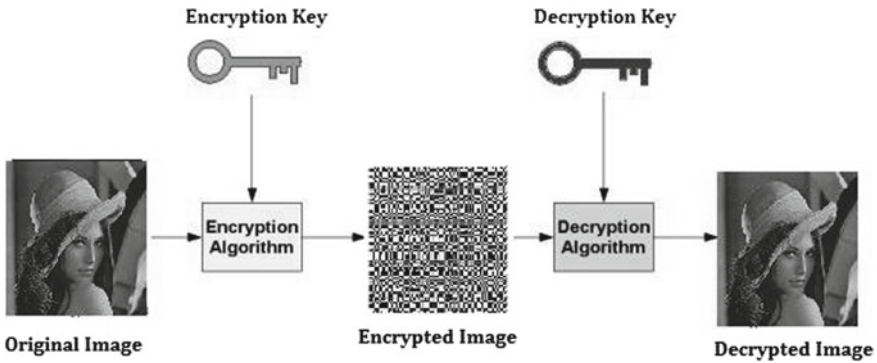 Encryption Key
Decryption Key
Encryption
Algorithm
Decryption
Algorithm
Original Image
Encrypted Image
Decrypted Image